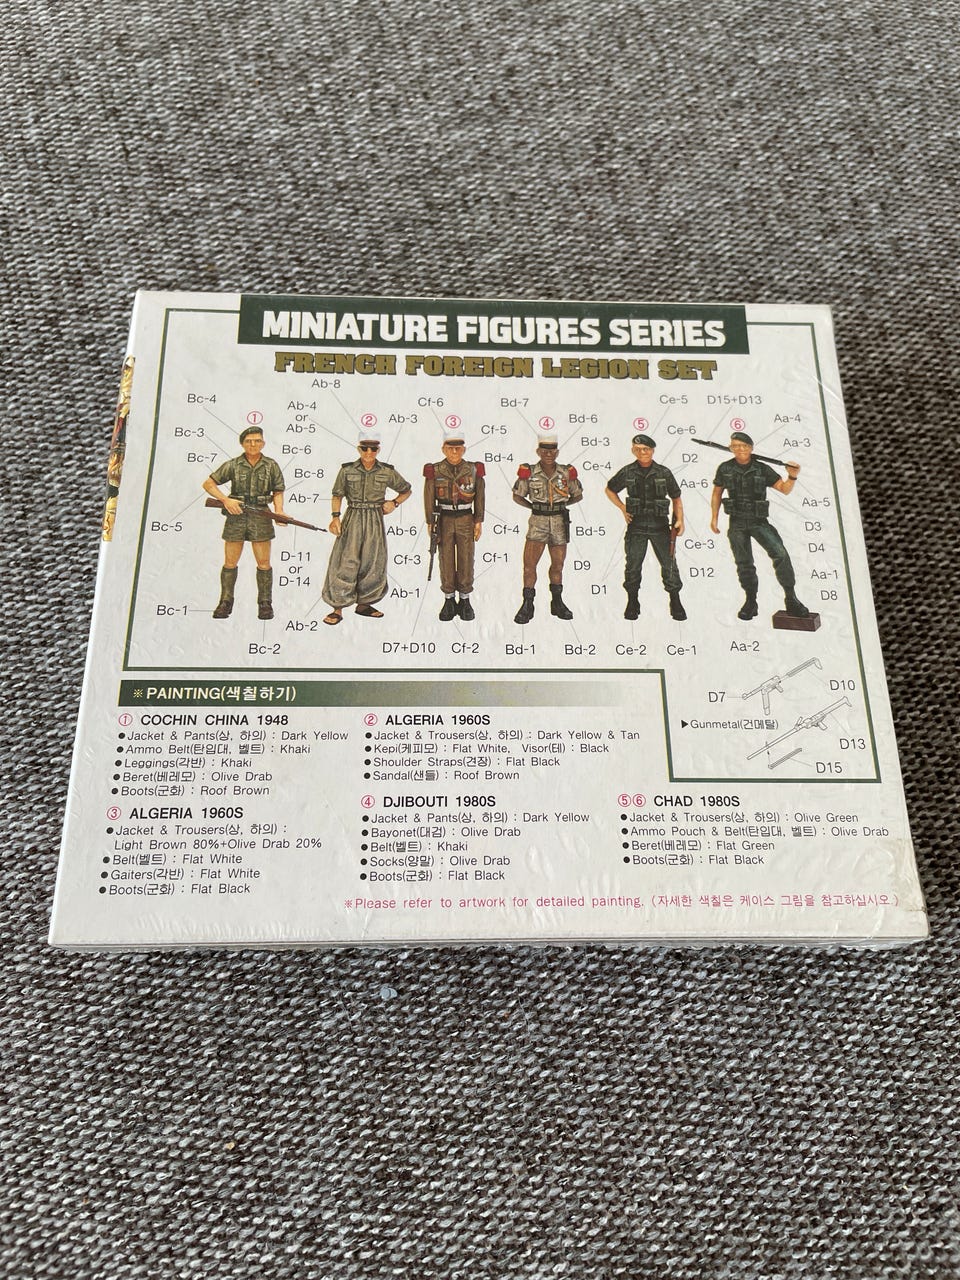 MINIATURE FIGURES SERIES
FRENCH FOREIGN LEGION SET
Ab-8
Bc-4
Ab-4
or
Ab-5
②
Ab-3
Cf-6
③
Cf-5
Bd-7
④
Bd-6
Ce-5
D15+D13
①
⑤
Ce-6
⑥
Aa-4
Bc-3
Bc-6
Bd-3
Aa-3
Bc-7
Bd-4
Ce-4
D2
Bc-8
Aa-6
Ab-7
Aa-5
Bc-5
Ab-6
Cf-4
Bd-5
D3
Ce-3
D4
D-11
or
D-14
Cf-3
Cf-1
D9
D12
Aa-1
Ab-1
D1
D8
Bc-1
Ab-2
Bc-2
D7+D10
Cf-2
Bd-1
Bd-2
Ce-2
Ce-1
Aa-2
D7
D10
▶Gunmetal(건메탈)
D13
D15
※ PAINTING(색칠하기)
① COCHIN CHINA 1948
●Jacket & Pants(상, 하의) : Dark Yellow
●Ammo Belt(탄입대, 벨트) : Khaki
●Leggings(각반) : Khaki
●Beret(베레모) : Olive Drab
●Boots(군화) : Roof Brown
② ALGERIA 1960S
●Jacket & Trousers(상, 하의) : Dark Yellow & Tan
●Kepi(케피모) : Flat White, Visor(테) : Black
●Shoulder Straps(견장) : Flat Black
●Sandal(샌들) : Roof Brown
③ ALGERIA 1960S
●Jacket & Trousers(상, 하의) :
Light Brown 80%+Olive Drab 20%
●Belt(벨트) : Flat White
●Gaiters(각반) : Flat White
●Boots(군화) : Flat Black
④ DJIBOUTI 1980S
●Jacket & Pants(상, 하의) : Dark Yellow
●Bayonet(대검) : Olive Drab
●Belt(벨트) : Khaki
●Socks(양말) : Olive Drab
●Boots(군화) : Flat Black
⑤⑥ CHAD 1980S
●Jacket & Trousers(상, 하의) : Olive Green
●Ammo Pouch & Belt(탄입대, 벨트) : Olive Drab
●Beret(베레모) : Flat Green
●Boots(군화) : Flat Black
※Please refer to artwork for detailed painting. (자세한 색칠은 케이스 그림을 참고하십시오.)